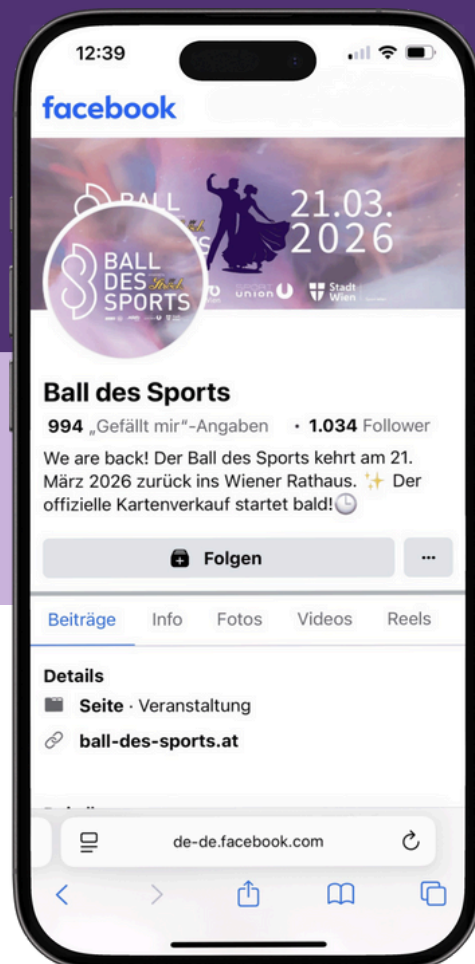 12:39
facebook
BALL
21.03.
2026
SPORT
union
Stadt
Wien
BALL
DES
SPORTS
Ball des Sports
994 „Gefällt mir“-Angaben · 1.034 Follower
We are back! Der Ball des Sports kehrt am 21.
März 2026 zurück ins Wiener Rathaus. ✨ Der
offizielle Kartenverkauf startet bald!🕒
Folgen
Beiträge Info Fotos Videos Reels
Details
Seite · Veranstaltung
ball-des-sports.at
de-de.facebook.com